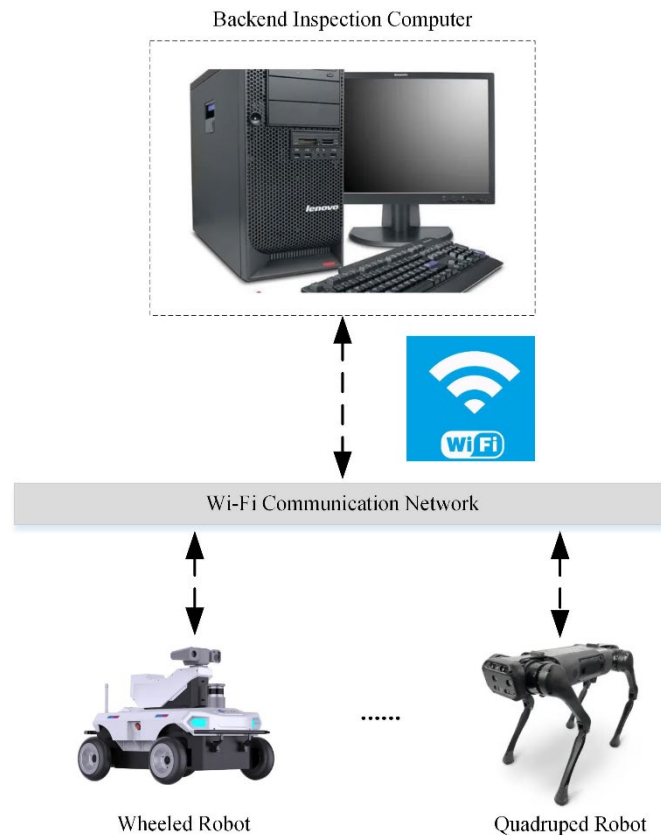 Backend Inspection Computer
lenovo
WiFi
Wi-Fi Communication Network
......
Wheeled Robot
Quadruped Robot